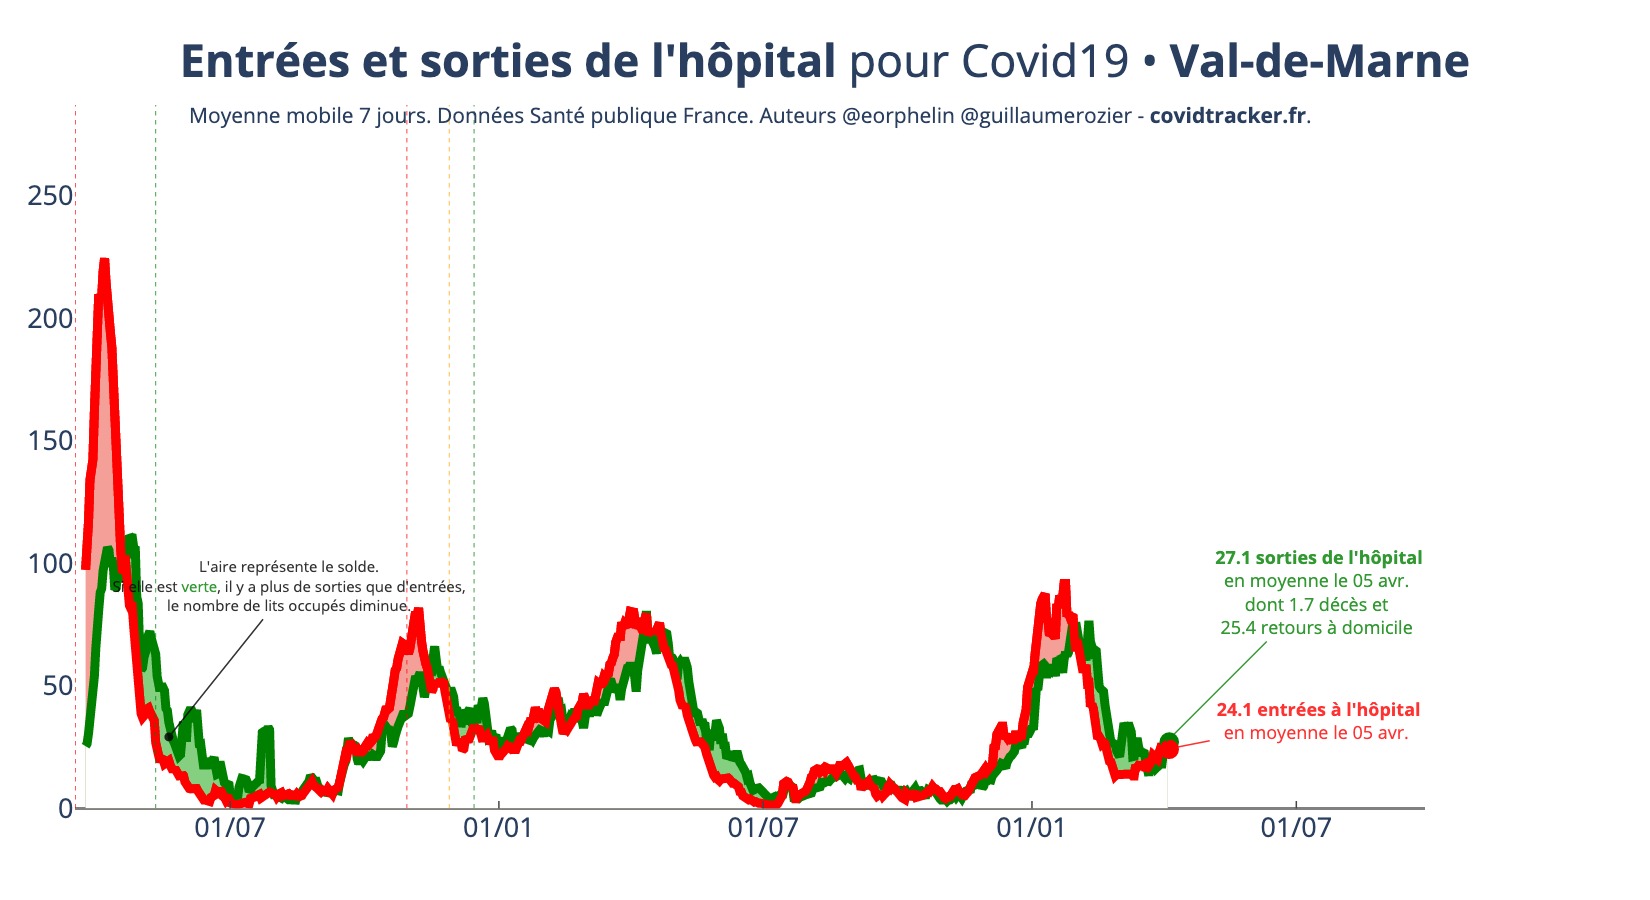 Entrées et sorties de l'hôpital pour Covid19 • Val-de-Marne
Moyenne mobile 7 jours. Données Santé publique France. Auteurs @eorphelin @guillaumerozier - covidtracker.fr.
250
200
150
100
50
0
L'aire représente le solde.
Si elle est verte, il y a plus de sorties que d'entrées,
le nombre de lits occupés diminue.
27.1 sorties de l'hôpital
en moyenne le 05 avr.
dont 1.7 décès et
25.4 retours à domicile
24.1 entrées à l'hôpital
en moyenne le 05 avr.
01/07
01/01
01/07
01/01
01/07